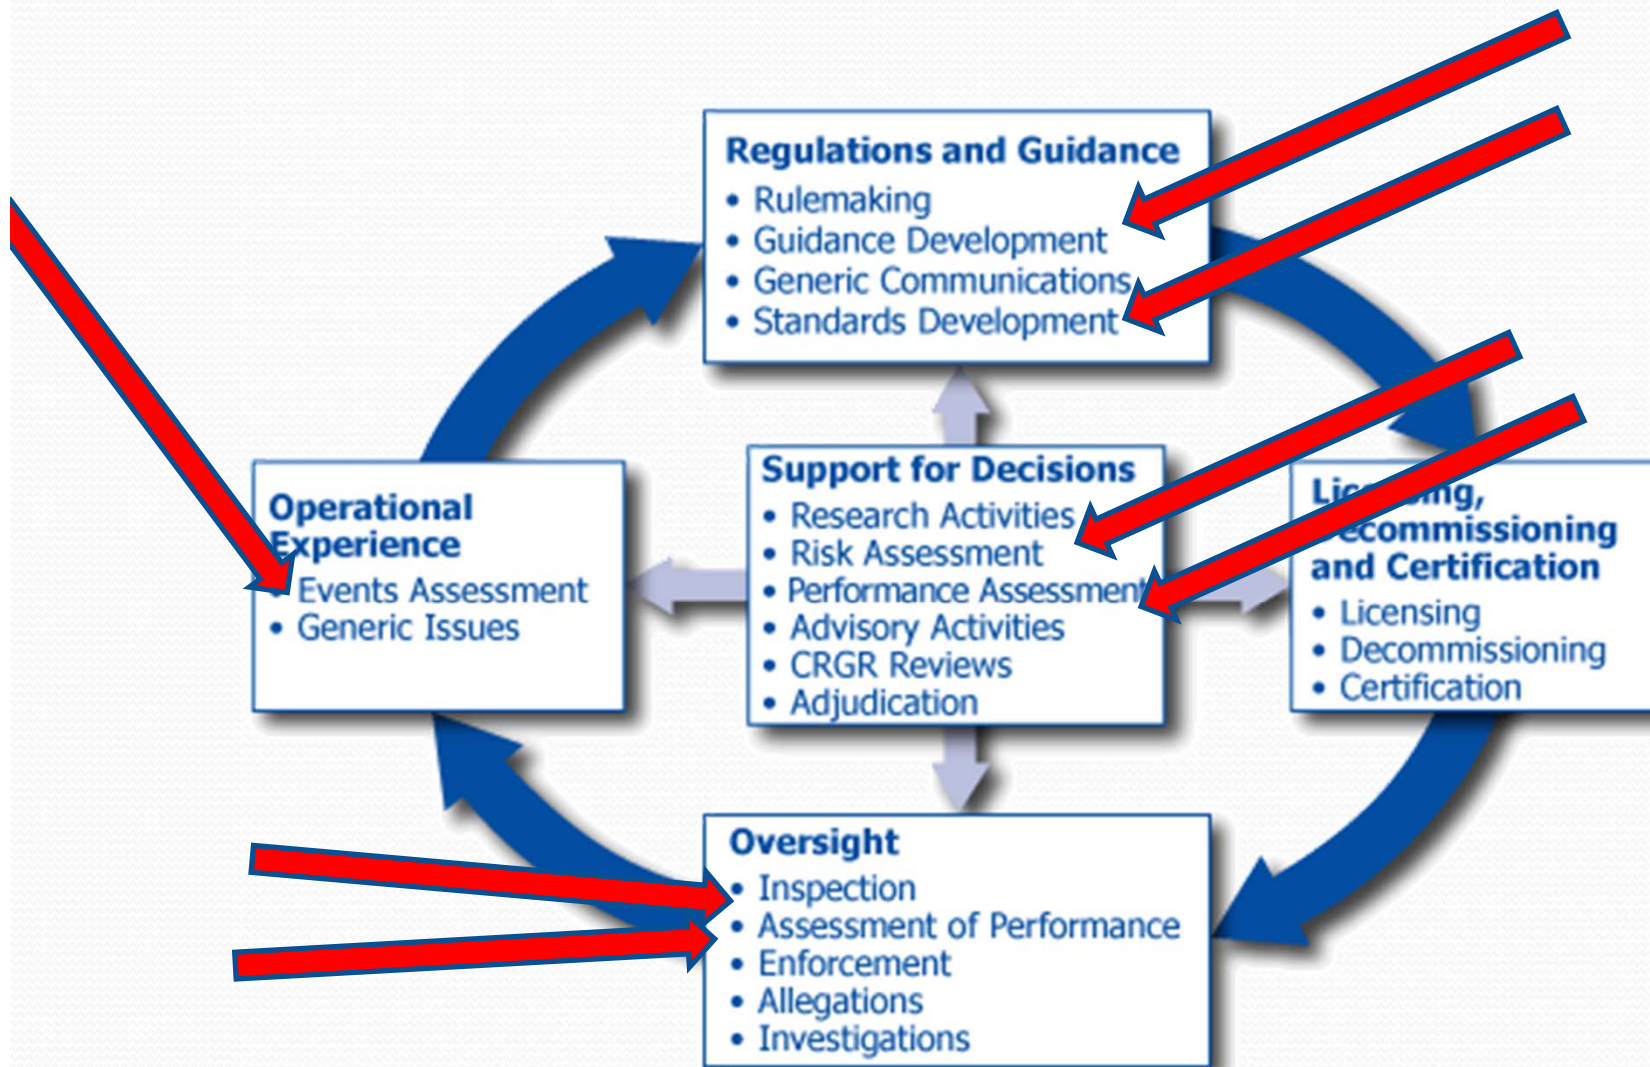 Regulations and Guidance
• Rulemaking
• Guidance Development
• Generic Communications
• Standards Development
Operational
Experience
• Events Assessment
• Generic Issues
Support for Decisions
• Research Activities
• Risk Assessment
• Performance Assessment
• Advisory Activities
• CRGR Reviews
• Adjudication
Licensing,
Decommissioning
and Certification
• Licensing
• Decommissioning
• Certification
Oversight
• Inspection
• Assessment of Performance
• Enforcement
• Allegations
• Investigations